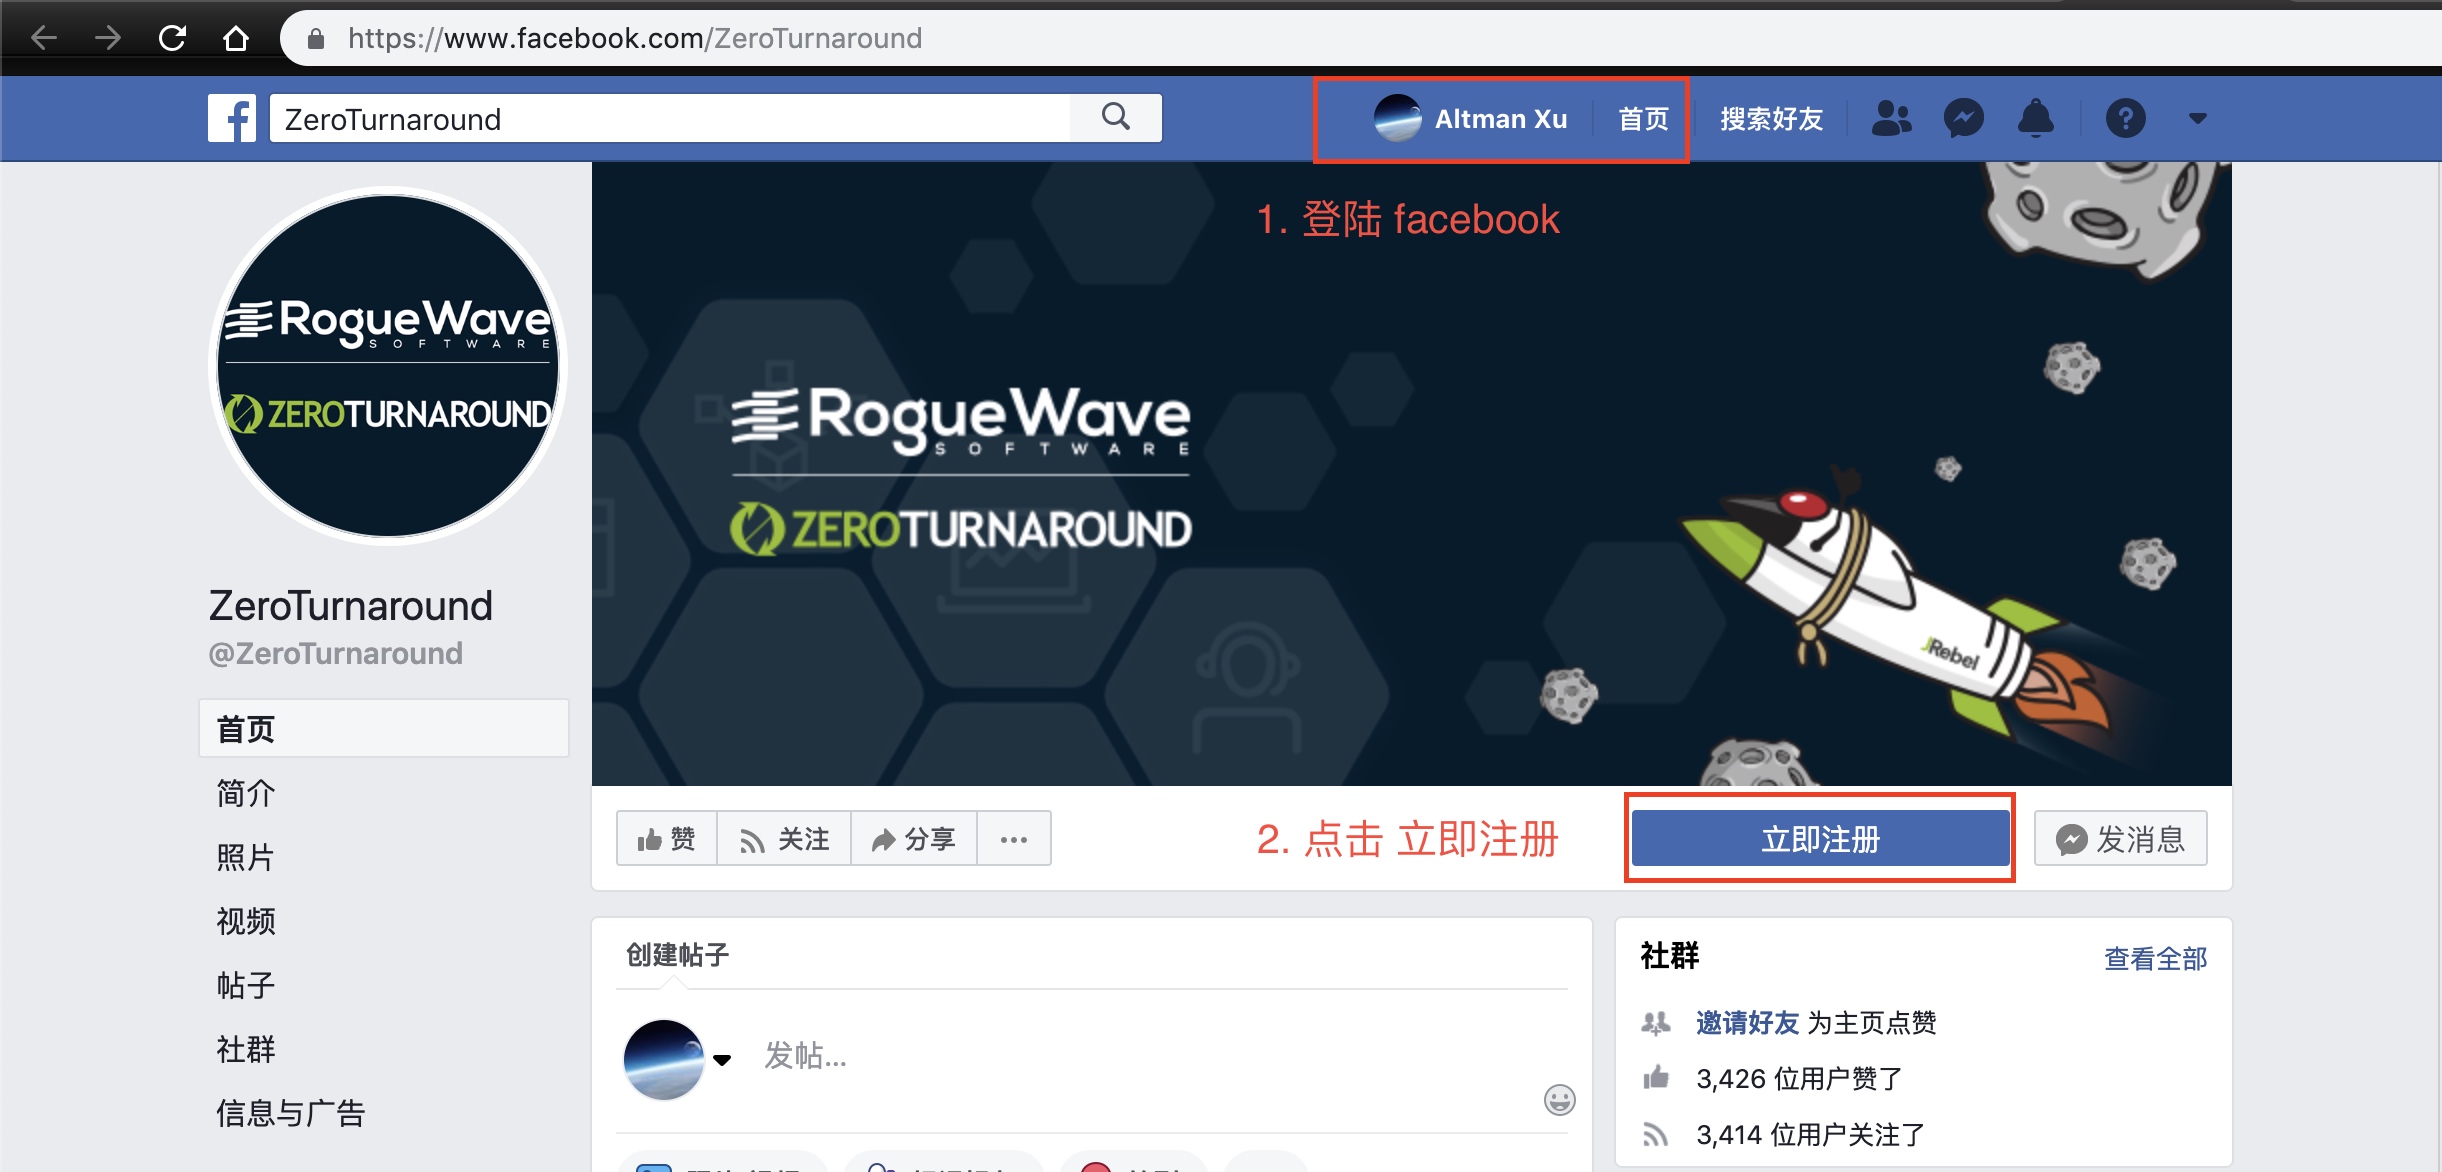 https://www.facebook.com/ZeroTurnaround
ZeroTurnaround
Altman Xu
首页
搜索好友
1. 登陆 facebook
RogueWave
SOFTWARE
ZEROTURNAROUND
RogueWave
SOFTWARE
ZEROTURNAROUND
JRebel
ZeroTurnaround
@ZeroTurnaround
首页
简介
照片
视频
帖子
社群
信息与广告
赞
关注
分享
2. 点击 立即注册
立即注册
发消息
创建帖子
发帖...
社群
查看全部
邀请好友 为主页点赞
3,426 位用户赞了
3,414 位用户关注了